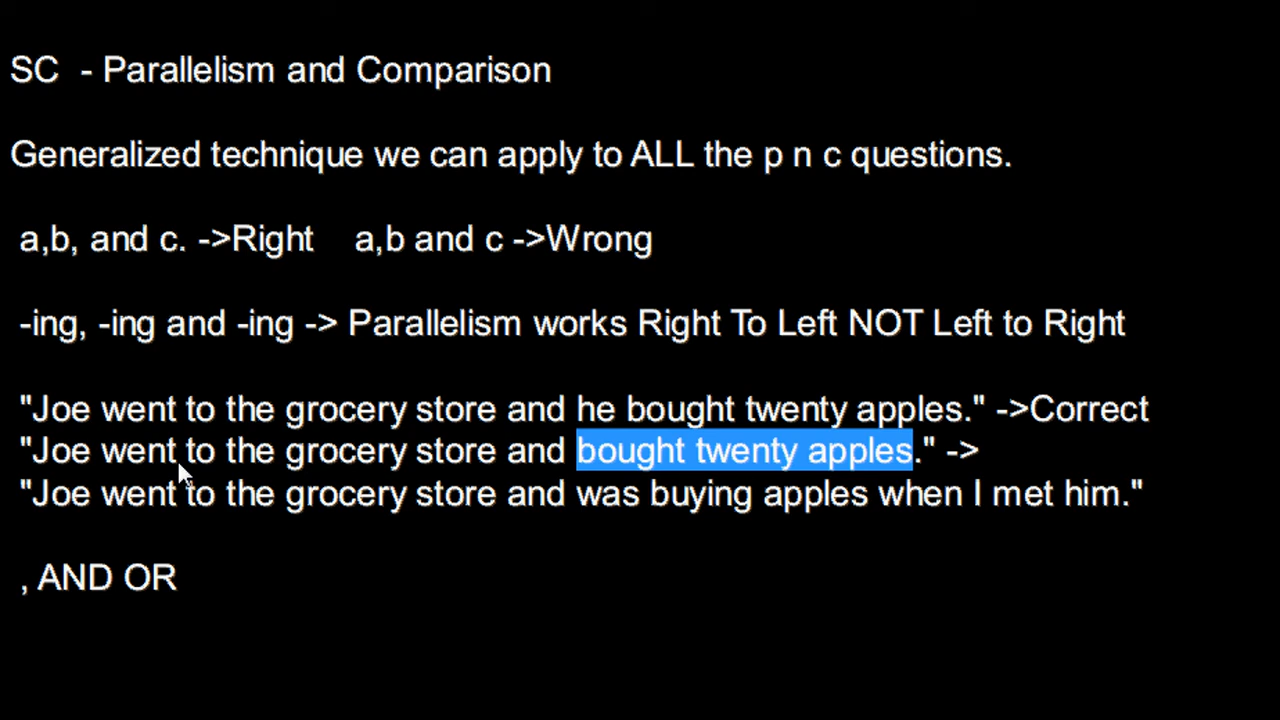 SC - Parallelism and Comparison
Generalized technique we can apply to ALL the p n c questions.
a,b, and c. ->Right a,b and c ->Wrong
-ing, -ing and -ing -> Parallelism works Right To Left NOT Left to Right
"Joe went to the grocery store and he bought twenty apples." ->Correct
"Joe went to the grocery store and bought twenty apples." ->
"Joe went to the grocery store and was buying apples when I met him."
, AND OR